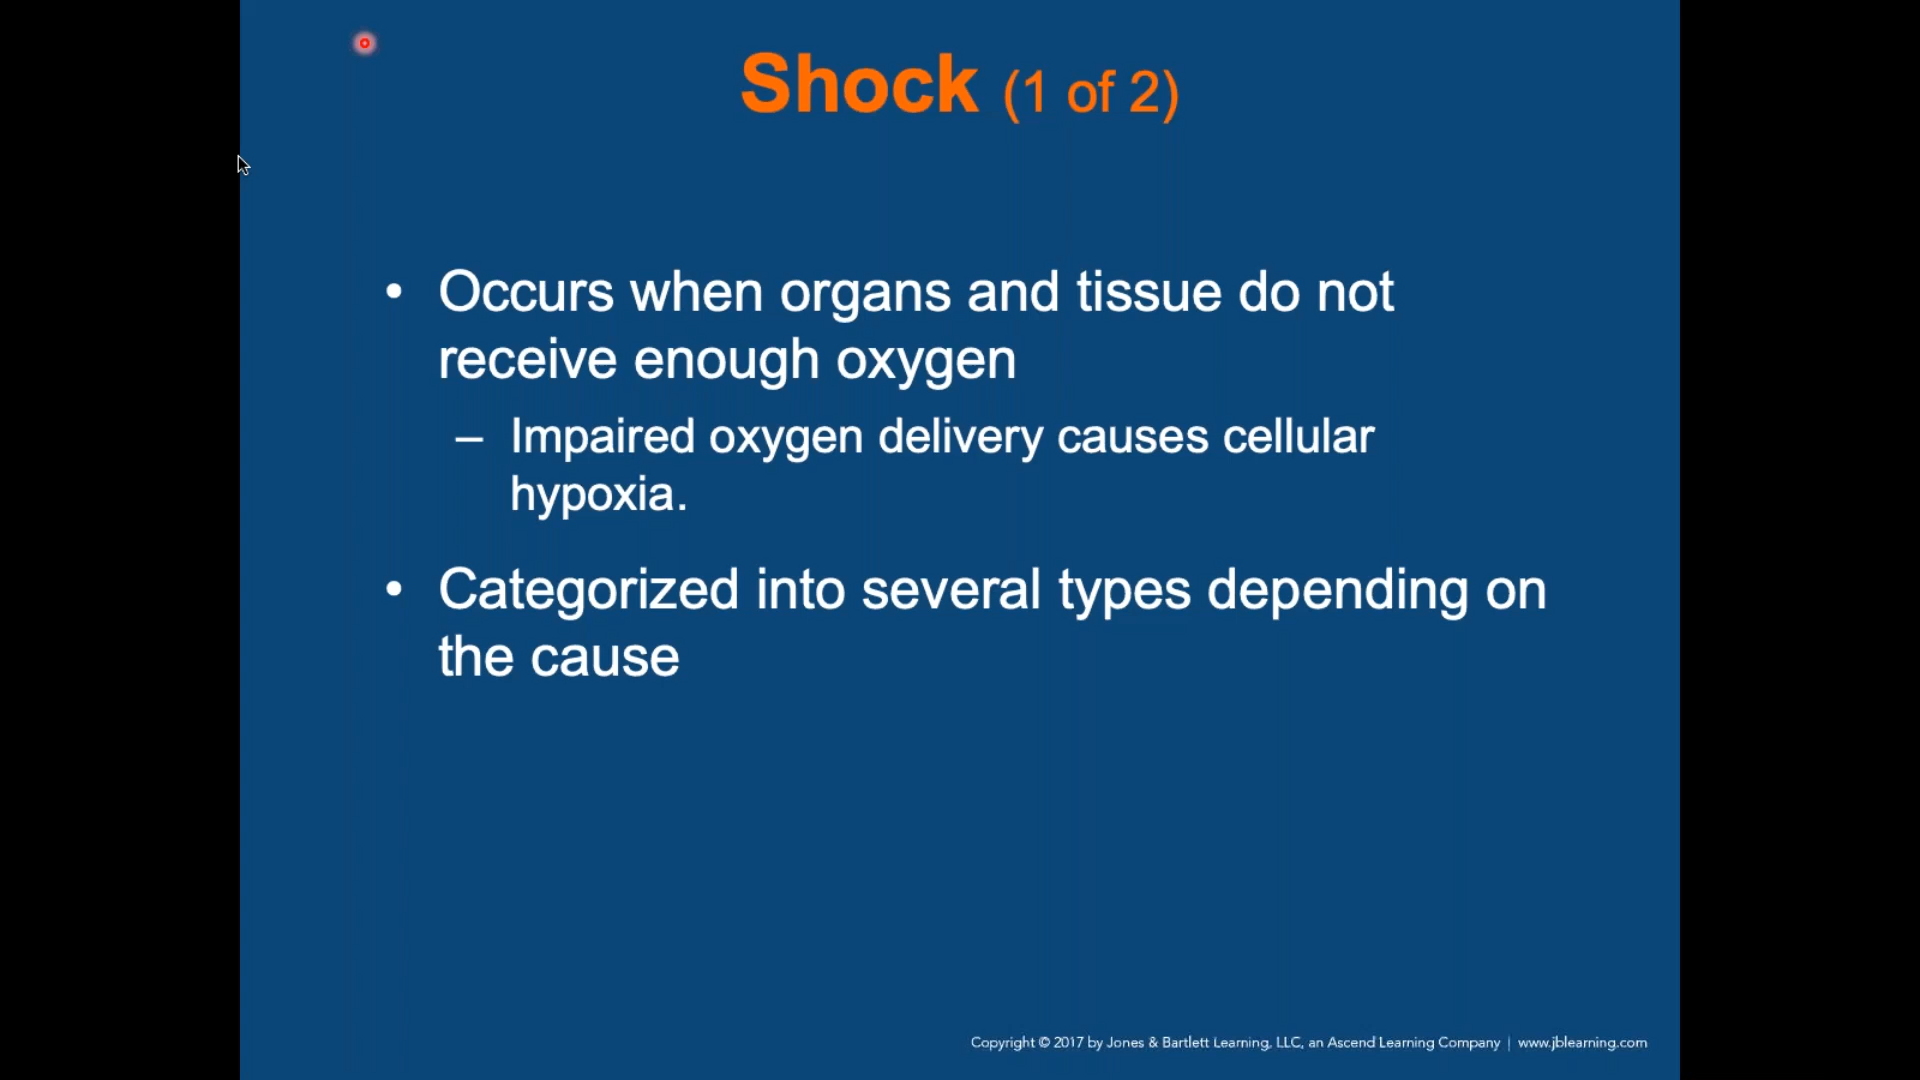 Shock (1 of 2)
• Occurs when organs and tissue do not
receive enough oxygen
– Impaired oxygen delivery causes cellular
hypoxia.
• Categorized into several types depending on
the cause
Copyright © 2017 by Jones & Bartlett Learning, LLC, an Ascend Learning Company | www.jblearning.com